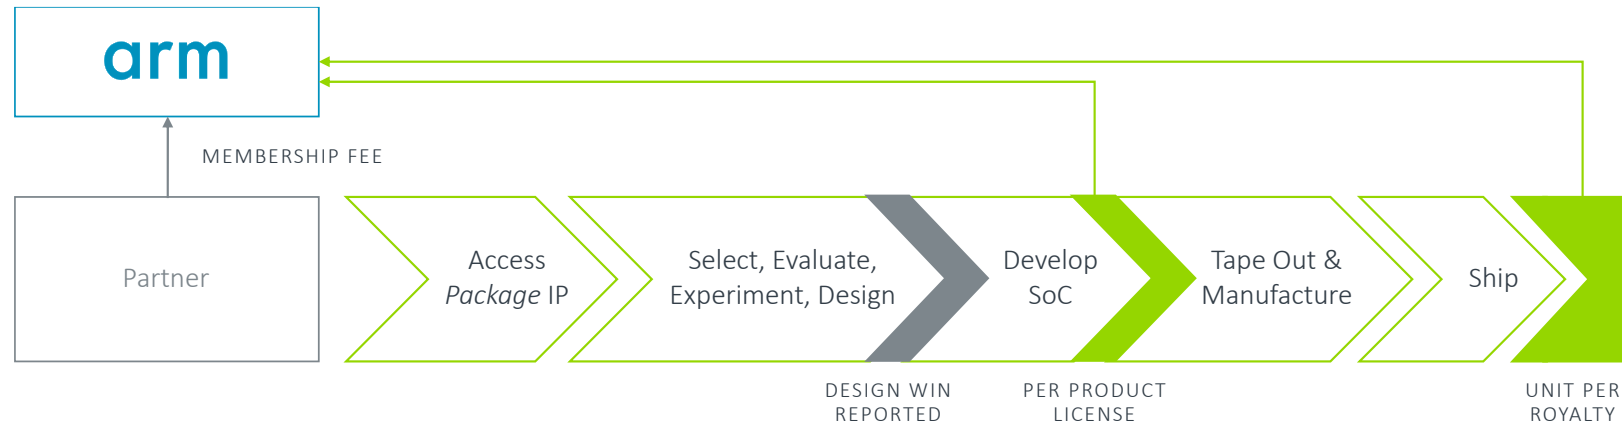 arm
MEMBERSHIP FEE
Partner
Access
Package IP
Select, Evaluate,
Experiment, Design
Develop
SoC
Tape Out &
Manufacture
Ship
DESIGN WIN
REPORTED
PER PRODUCT
LICENSE
UNIT PER
ROYALTY